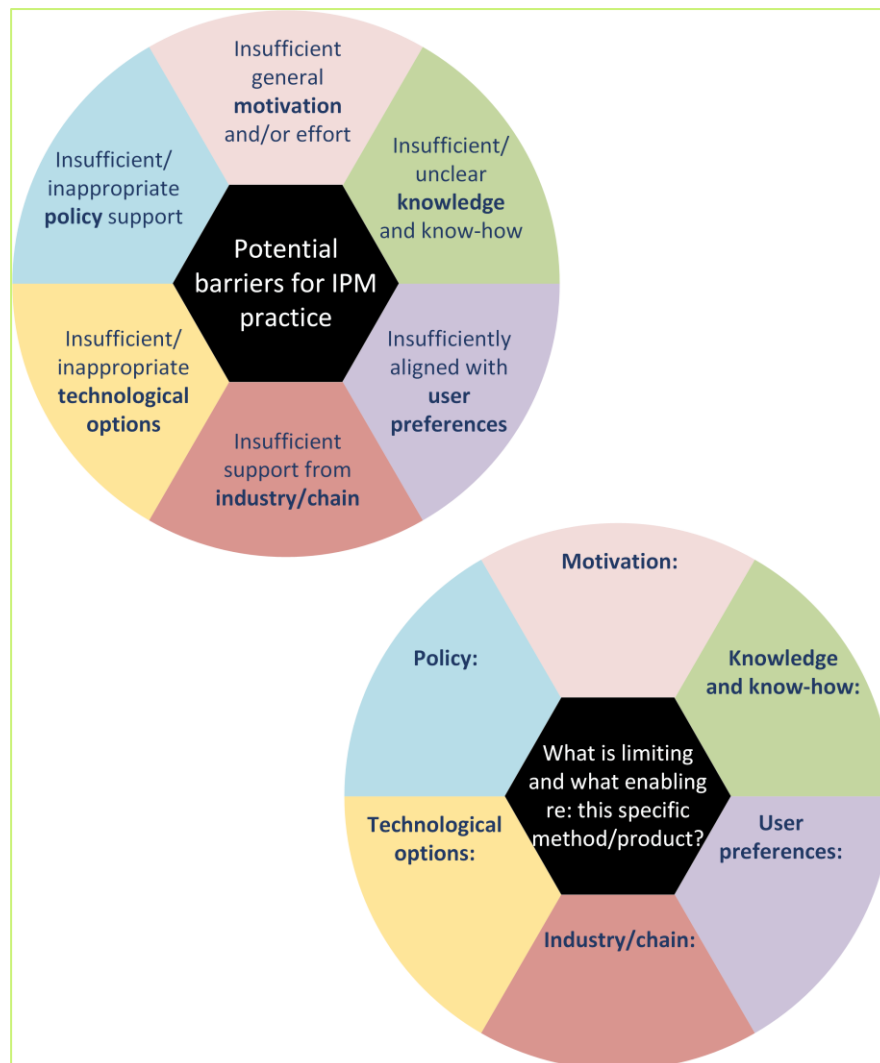 Insufficient
general
motivation
and/or effort
Insufficient/
unclear
knowledge
and know-how
Insufficient/
inappropriate
policy support
Potential
barriers for IPM
practice
Insufficient/
inappropriate
technological
options
Insufficiently
aligned with
user
preferences
Insufficient
support from
industry/chain
Motivation:
Policy:
Knowledge
and know-how:
What is limiting
and what enabling
re: this specific
method/product?
Technological
options:
User
preferences:
Industry/chain: